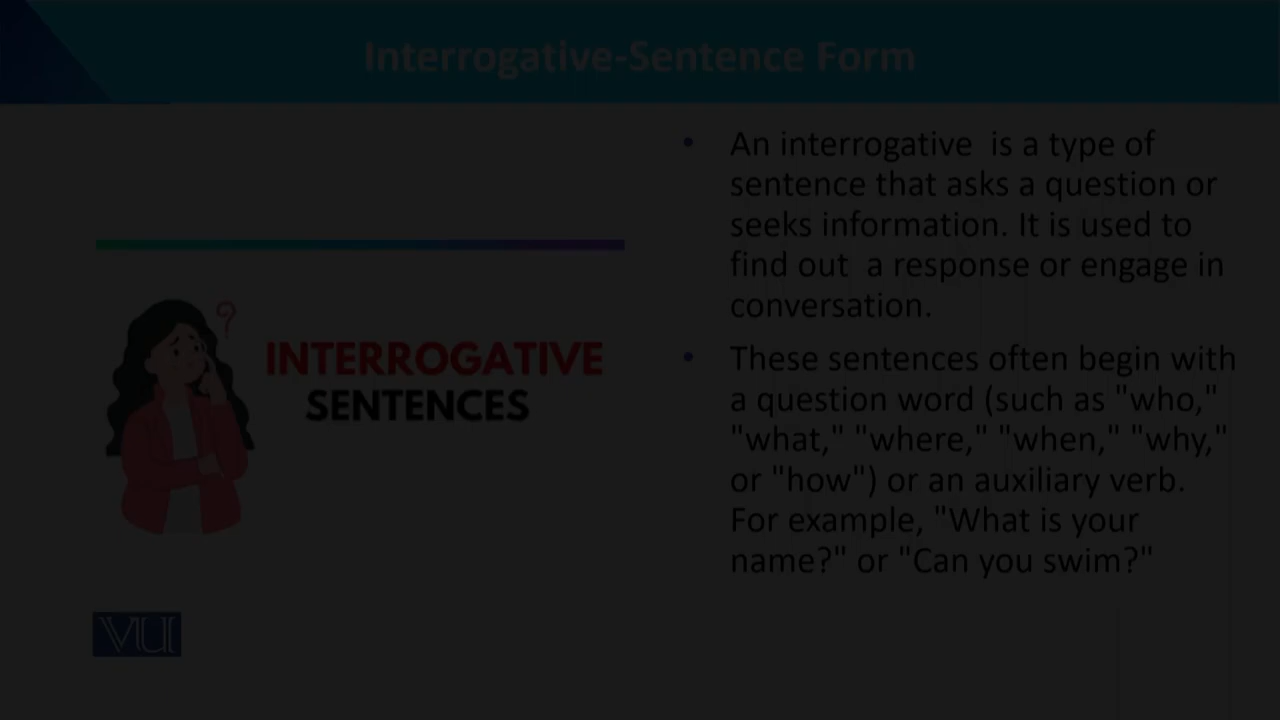 Interrogative-Sentence Form
?
INTERROGATIVE
SENTENCES
• An interrogative is a type of
sentence that asks a question or
seeks information. It is used to
find out a response or engage in
conversation.
• These sentences often begin with
a question word (such as "who,"
"what," "where," "when," "why,"
or "how") or an auxiliary verb.
For example, "What is your
name?" or "Can you swim?"
VU